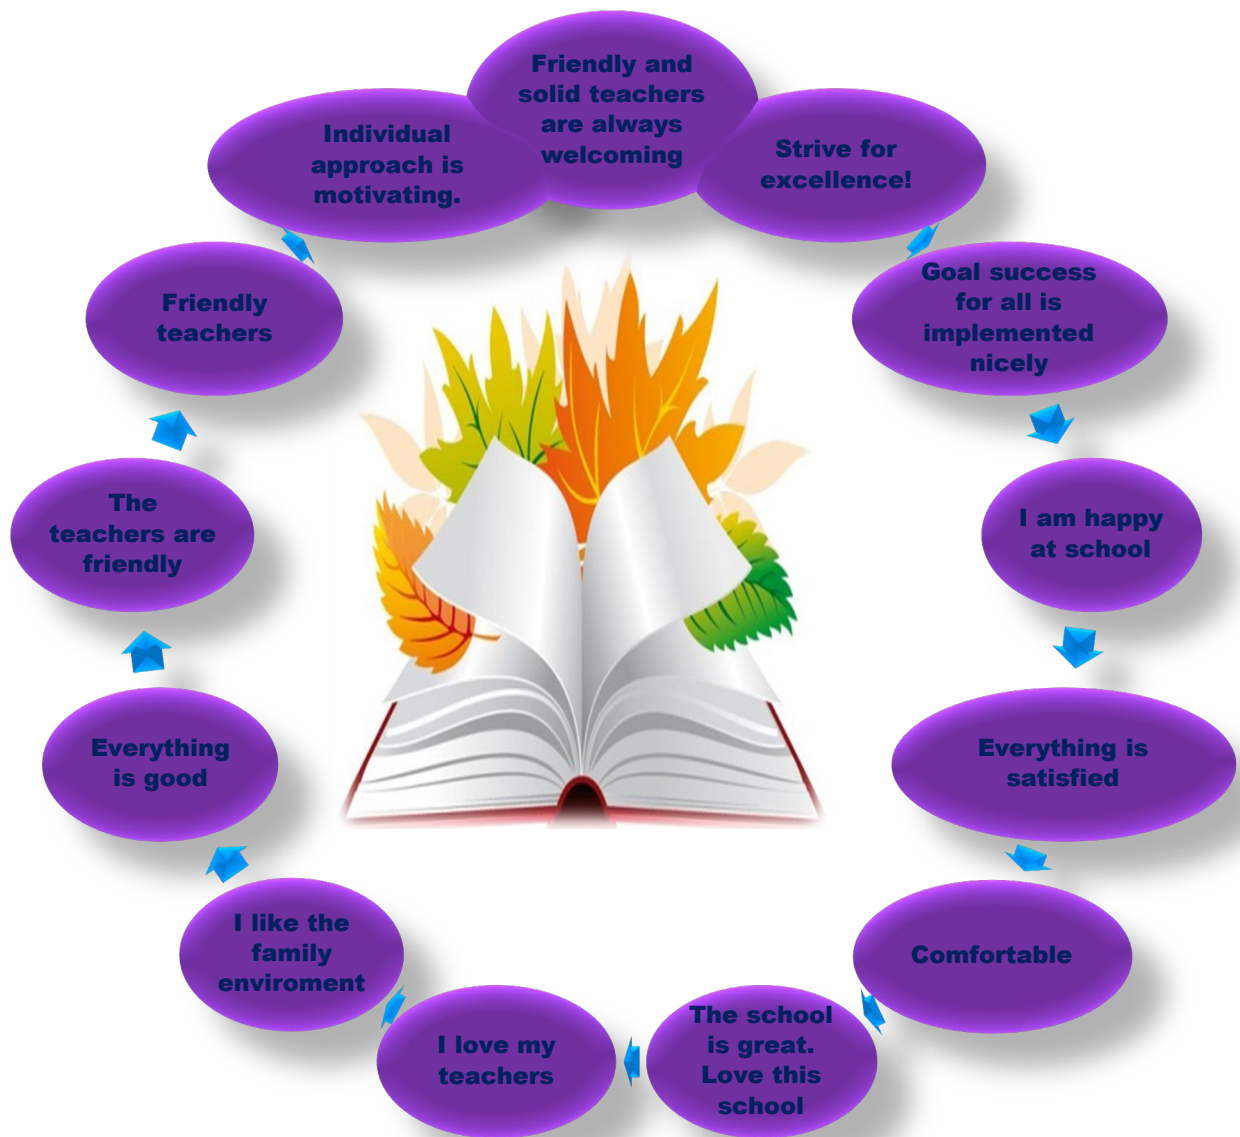 Friendly and
solid teachers
are always
welcoming
Strive for
excellence!
Goal success
for all is
implemented
nicely
I am happy
at school
Everything is
satisfied
Comfortable
The school
is great.
Love this
school
I love my
teachers
I like the
family
enviroment
Everything
is good
The
teachers are
friendly
Friendly
teachers
Individual
approach is
motivating.